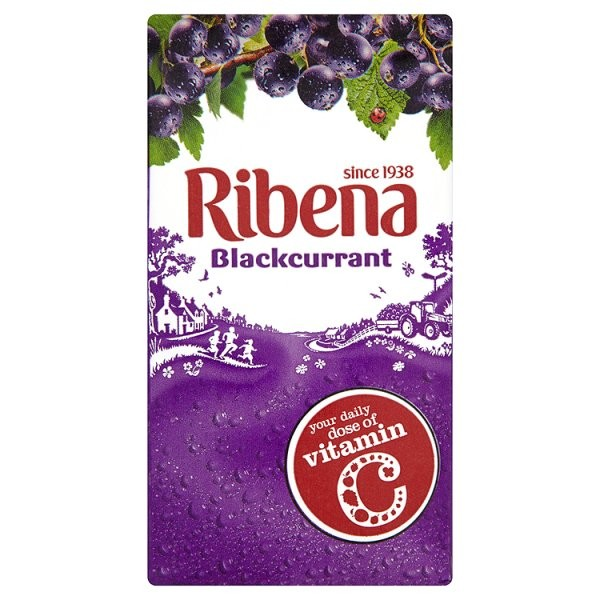 since 1938
Ribena
Blackcurrant
your daily
dose of
vitamin
C